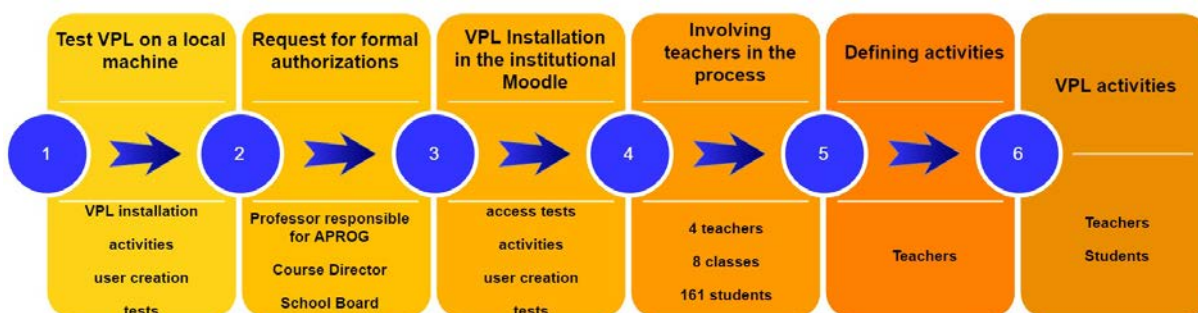 Test VPL on a local
machine
Request for formal
authorizations
VPL Installation
in the institutional
Moodle
Involving
teachers in the
process
Defining activities
VPL activities
1
2
3
4
5
6
VPL installation
activities
user creation
tests
Professor responsible
for APROG
Course Director
School Board
access tests
activities
user creation
tests
4 teachers
8 classes
161 students
Teachers
Teachers
Students